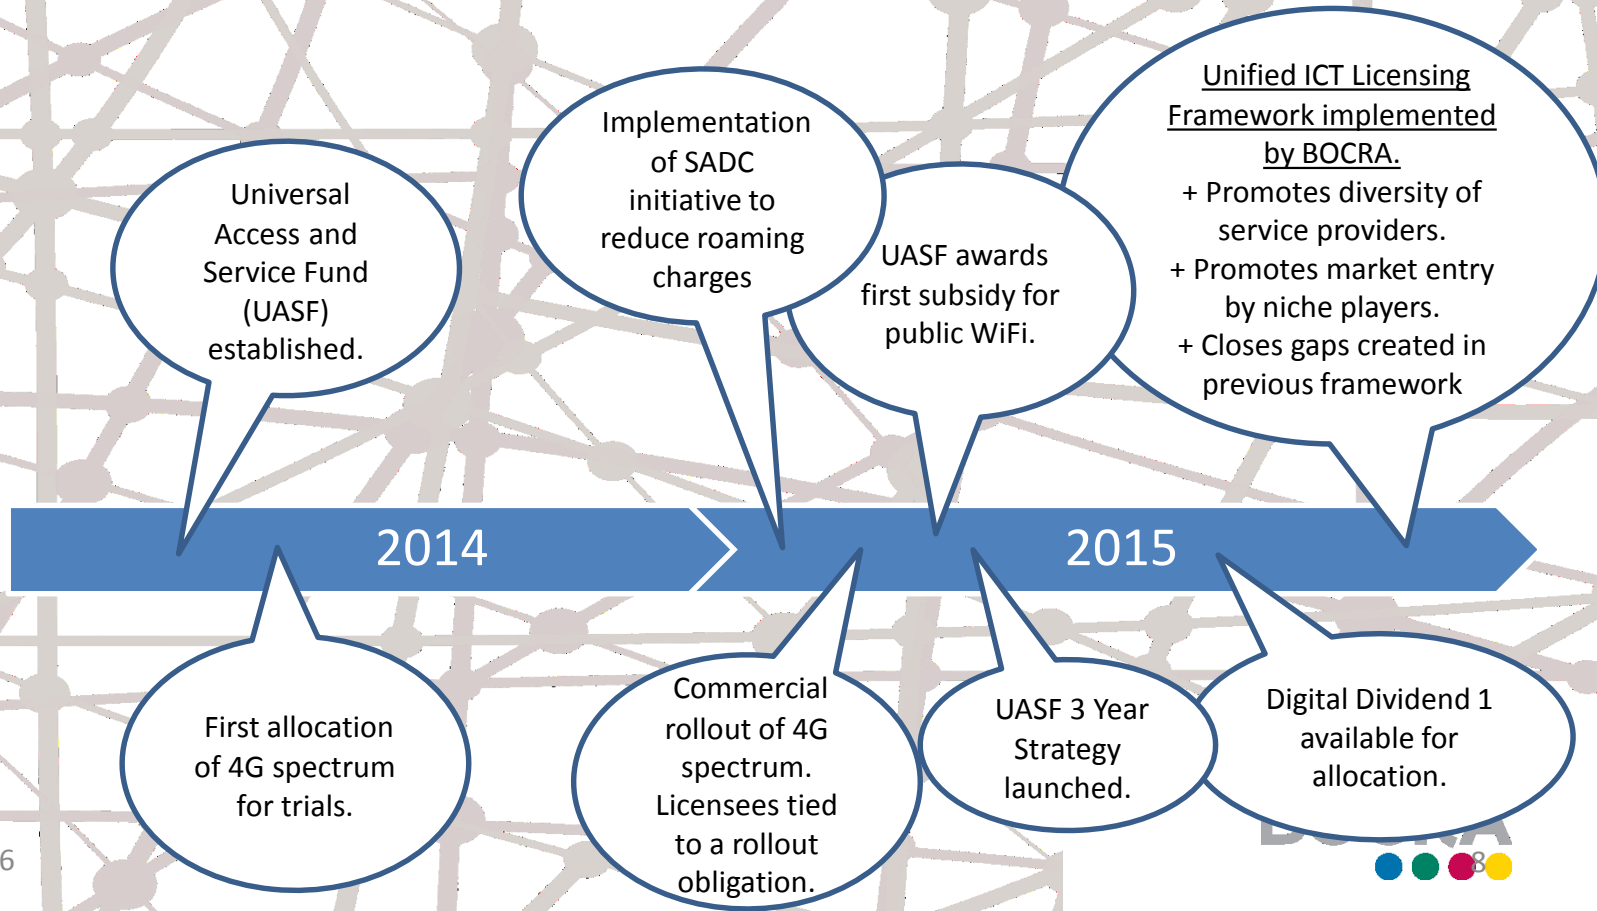 Universal
Access and
Service Fund
(UASF)
established.
Implementation
of SADC
initiative to
reduce roaming
charges
UASF awards
first subsidy for
public WiFi.
Unified ICT Licensing
Framework implemented
by BOCRA.
+ Promotes diversity of
service providers.
+ Promotes market entry
by niche players.
+ Closes gaps created in
previous framework
2014
2015
First allocation
of 4G spectrum
for trials.
Commercial
rollout of 4G
spectrum.
Licensees tied
to a rollout
obligation.
UASF 3 Year
Strategy
launched.
Digital Dividend 1
available for
allocation.
6
8